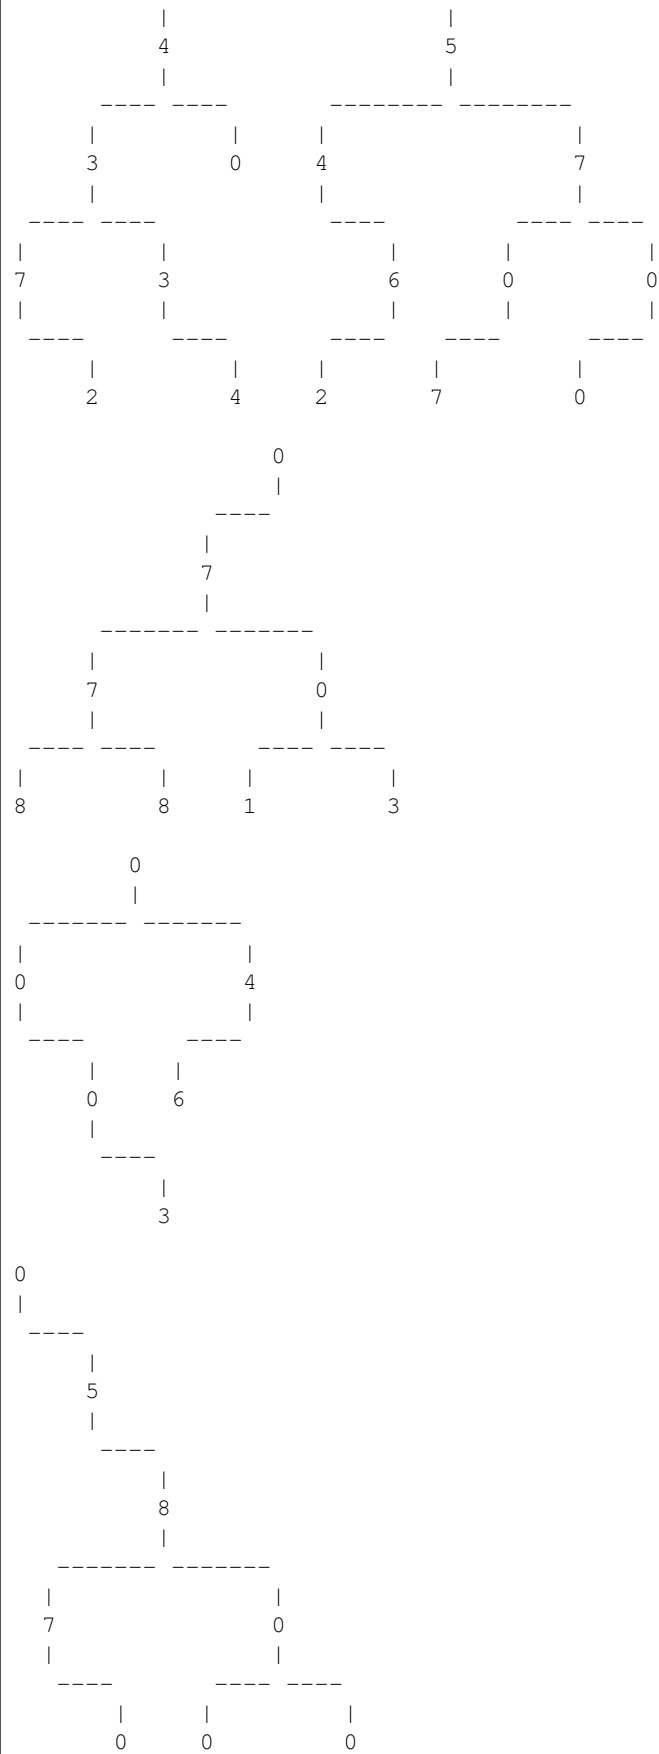 |                   |
          4                   5
          |                   |
      ---- ----       -------- --------
     |         |     |                 |
     3         0     4                 7
     |               |                 |
 ---- ----            ----         ---- ----
|         |               |       |         |
7         3               6       0         0
|         |               |       |         |
 ----      ----       ----    ----      ----
     |         |     |       |         |
     2         4     2       7         0

                  0
                  |
              ----
             |
             7
             |
      ------- -------
     |               |
     7               0
     |               |
 ---- ----       ---- ----
|         |     |         |
8         8     1         3

        0
        |
 ------- -------
|               |
0               4
|               |
 ----       ----
     |     |
     0     6
     |
      ----
          |
          3

0
|
 ----
     |
     5
     |
      ----
          |
          8
          |
   ------- -------
  |               |
  7               0
  |               |
   ----       ---- ----
       |     |         |
       0     0         0